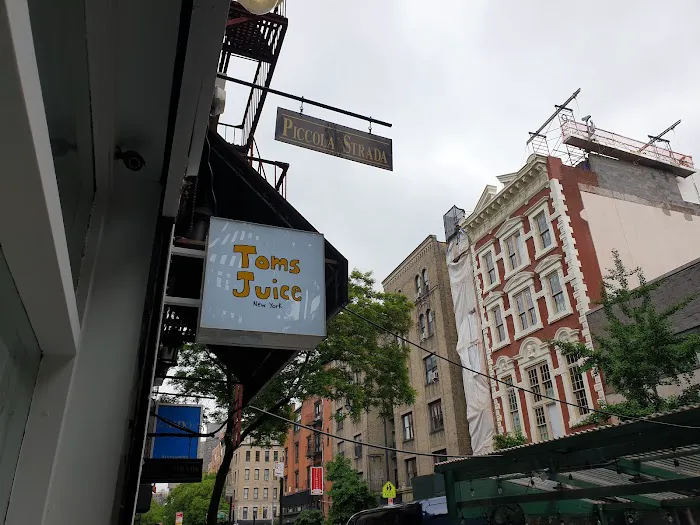 PICCOLA STRADA
Toms
Juice
New York